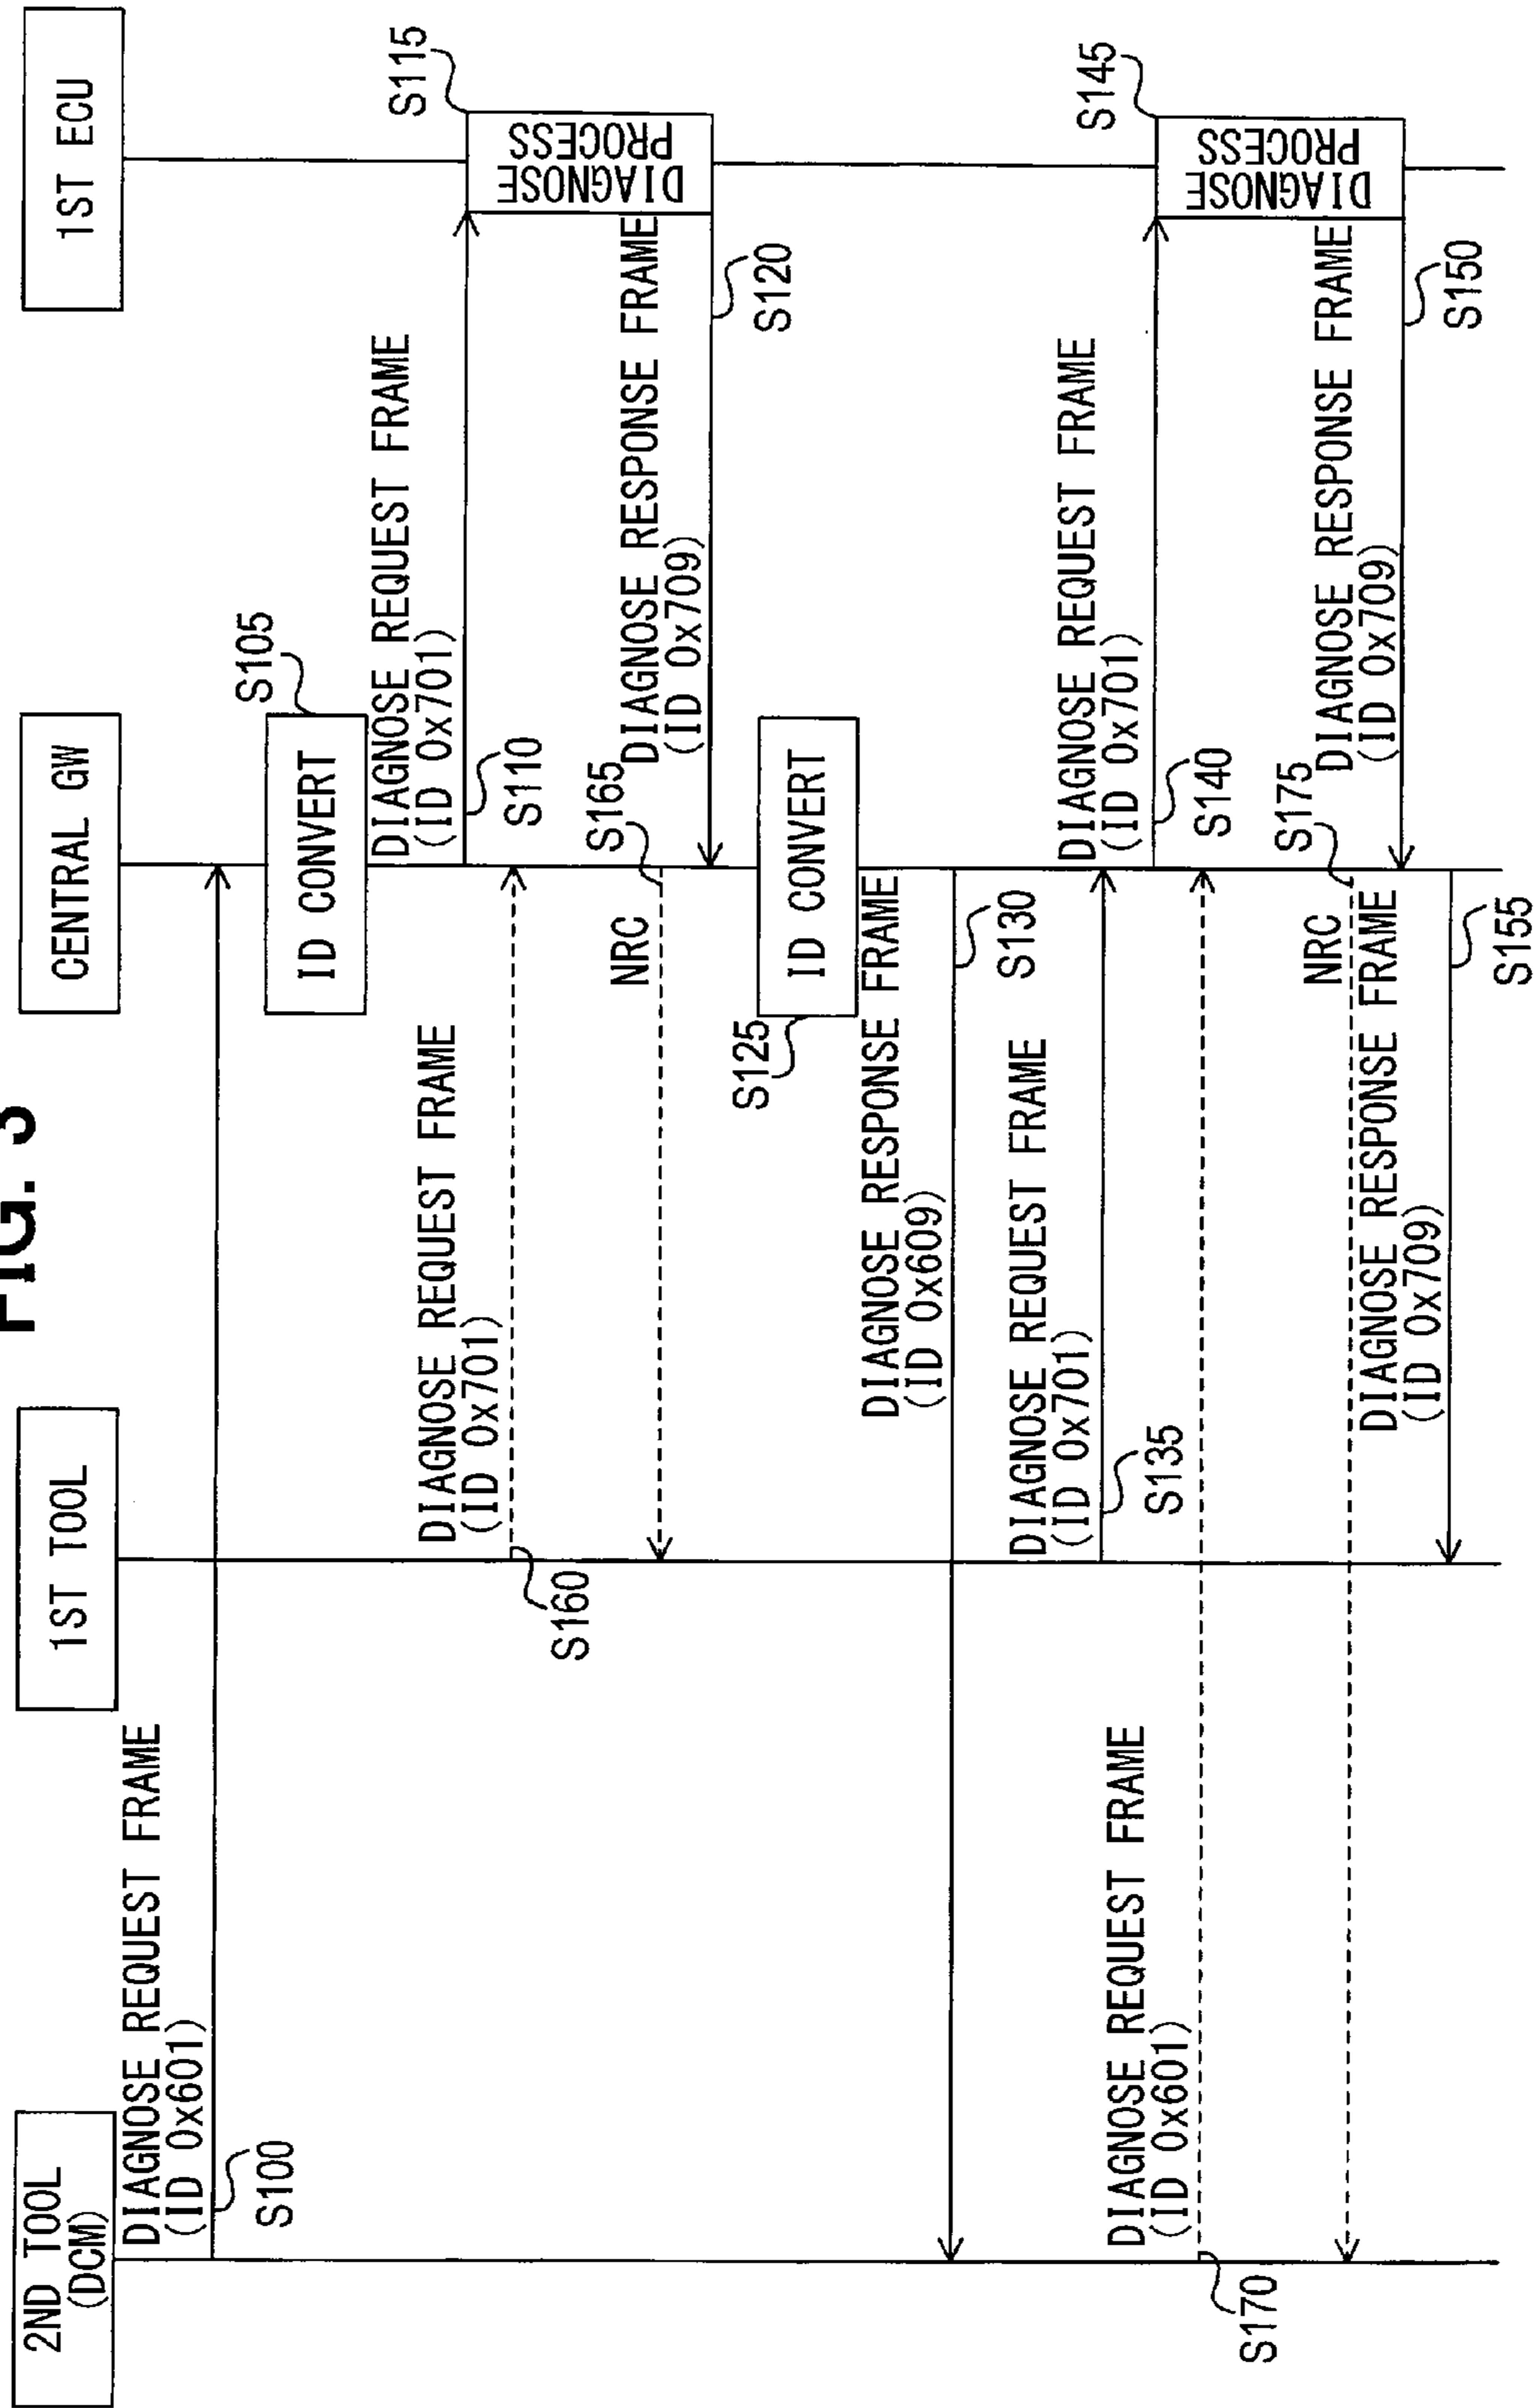 FIG. 3
2ND TOOL
(DCM)
1ST TOOL
CENTRAL GW
1ST ECU
DIAGNOSE REQUEST FRAME
(ID 0x601)
S100
ID CONVERT
S105
DIAGNOSE REQUEST FRAME
(ID 0x701)
S110
DIAGNOSE
PROCESS
S115
DIAGNOSE REQUEST FRAME
(ID 0x701)
S160
NRC
S165
DIAGNOSE RESPONSE FRAME
(ID 0x709)
S120
ID CONVERT
S125
DIAGNOSE RESPONSE FRAME
(ID 0x609)
S130
DIAGNOSE REQUEST FRAME
(ID 0x701)
S135
DIAGNOSE REQUEST FRAME
(ID 0x701)
S140
DIAGNOSE
PROCESS
S145
DIAGNOSE REQUEST FRAME
(ID 0x601)
S170
NRC
S175
DIAGNOSE RESPONSE FRAME
(ID 0x709)
S150
DIAGNOSE RESPONSE FRAME
(ID 0x709)
S155